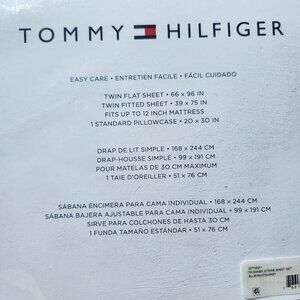 TOMMY HILFIGER
EASY CARE • ENTRETIEN FACILE • FÁCIL CUIDADO
TWIN FLAT SHEET • 66 x 96 IN
TWIN FITTED SHEET • 39 x 75 IN
FITS UP TO 12 INCH MATTRESS
1 STANDARD PILLOWCASE • 20 x 30 IN
DRAP DE LIT SIMPLE • 168 x 244 CM
DRAP-HOUSSE SIMPLE • 99 x 191 CM
POUR MATELAS DE 30 CM MAXIMUM
1 TAIE D'OREILLER • 51 x 76 CM
SÁBANA ENCIMERA PARA CAMA INDIVIDUAL • 168 x 244 CM
SÁBANA BAJERA AJUSTABLE PARA CAMA INDIVIDUAL • 99 x 191 CM
SIRVE PARA COLCHONES DE HASTA 30 CM
1 FUNDA TAMAÑO ESTÁNDAR • 51 x 76 CM